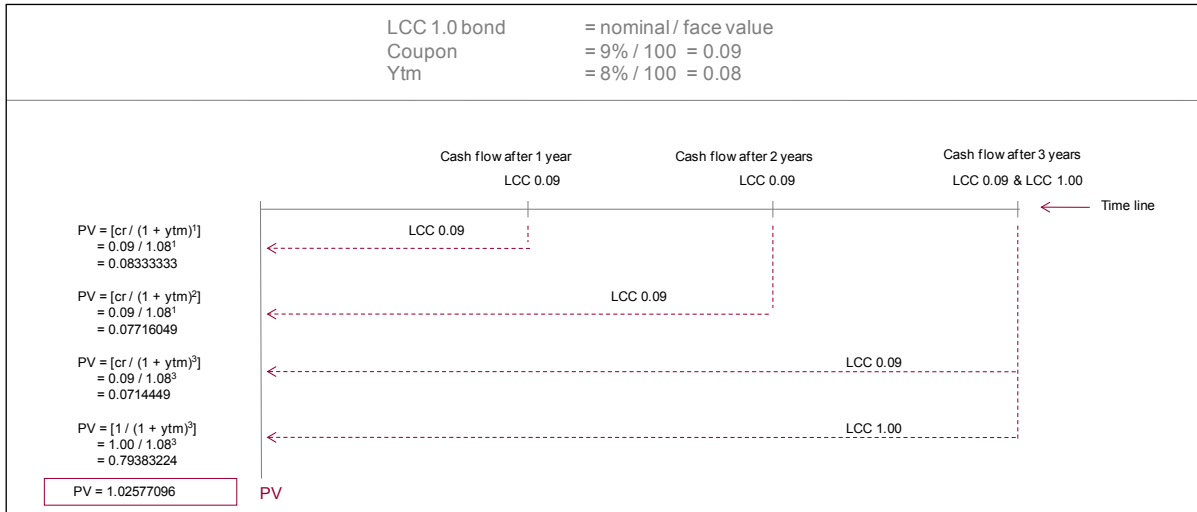 LCC 1.0 bond = nominal / face value
Coupon = 9% / 100 = 0.09
Ytm = 8% / 100 = 0.08
Cash flow after 1 year Cash flow after 2 years Cash flow after 3 years
LCC 0.09 LCC 0.09 LCC 0.09 & LCC 1.00
Time line
PV = [cr / (1 + ytm)¹]
= 0.09 / 1.08¹
= 0.08333333
LCC 0.09
PV = [cr / (1 + ytm)²]
= 0.09 / 1.08¹
= 0.07716049
LCC 0.09
PV = [cr / (1 + ytm)³]
= 0.09 / 1.08³
= 0.0714449
LCC 0.09
PV = [1 / (1 + ytm)³]
= 1.00 / 1.08³
= 0.79383224
LCC 1.00
PV = 1.02577096
PV